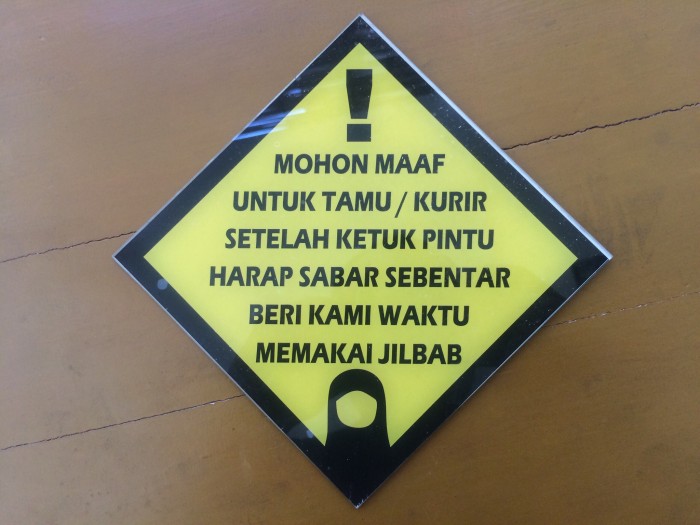 !
MOHON MAAF
UNTUK TAMU / KURIR
SETELAH KETUK PINTU
HARAP SABAR SEBENTAR
BERI KAMI WAKTU
MEMAKAI JILBAB